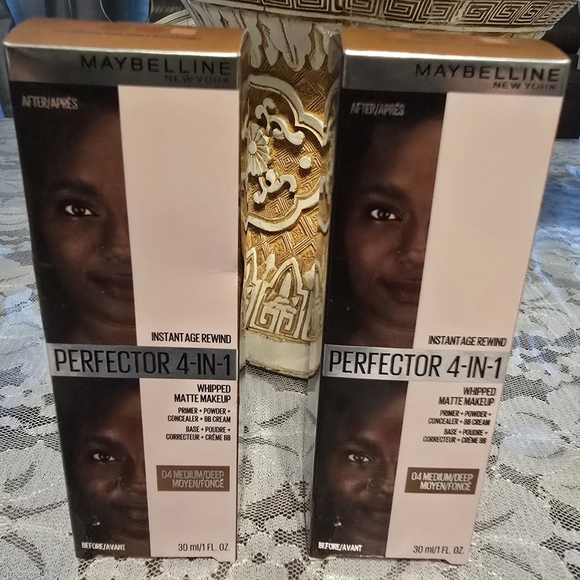 MAYBELLINE
NEW YORK
AFTER/APRÈS
INSTANT AGE REWIND
PERFECTOR 4-IN-1
WHIPPED
MATTE MAKEUP
PRIMER + POWDER +
CONCEALER + BB CREAM
BASE + POUDRE +
CORRECTEUR + CRÈME BB
04 MEDIUM/DEEP
MOYEN/FONCÉ
BEFORE/AVANT
30 ml/1 FL. OZ.
MAYBELLINE
NEW YORK
AFTER/APRÈS
INSTANT AGE REWIND
PERFECTOR 4-IN-1
WHIPPED
MATTE MAKEUP
PRIMER + POWDER +
CONCEALER + BB CREAM
BASE + POUDRE +
CORRECTEUR + CRÈME BB
04 MEDIUM/DEEP
MOYEN/FONCÉ
BEFORE/AVANT
30 ml/1 FL. OZ.